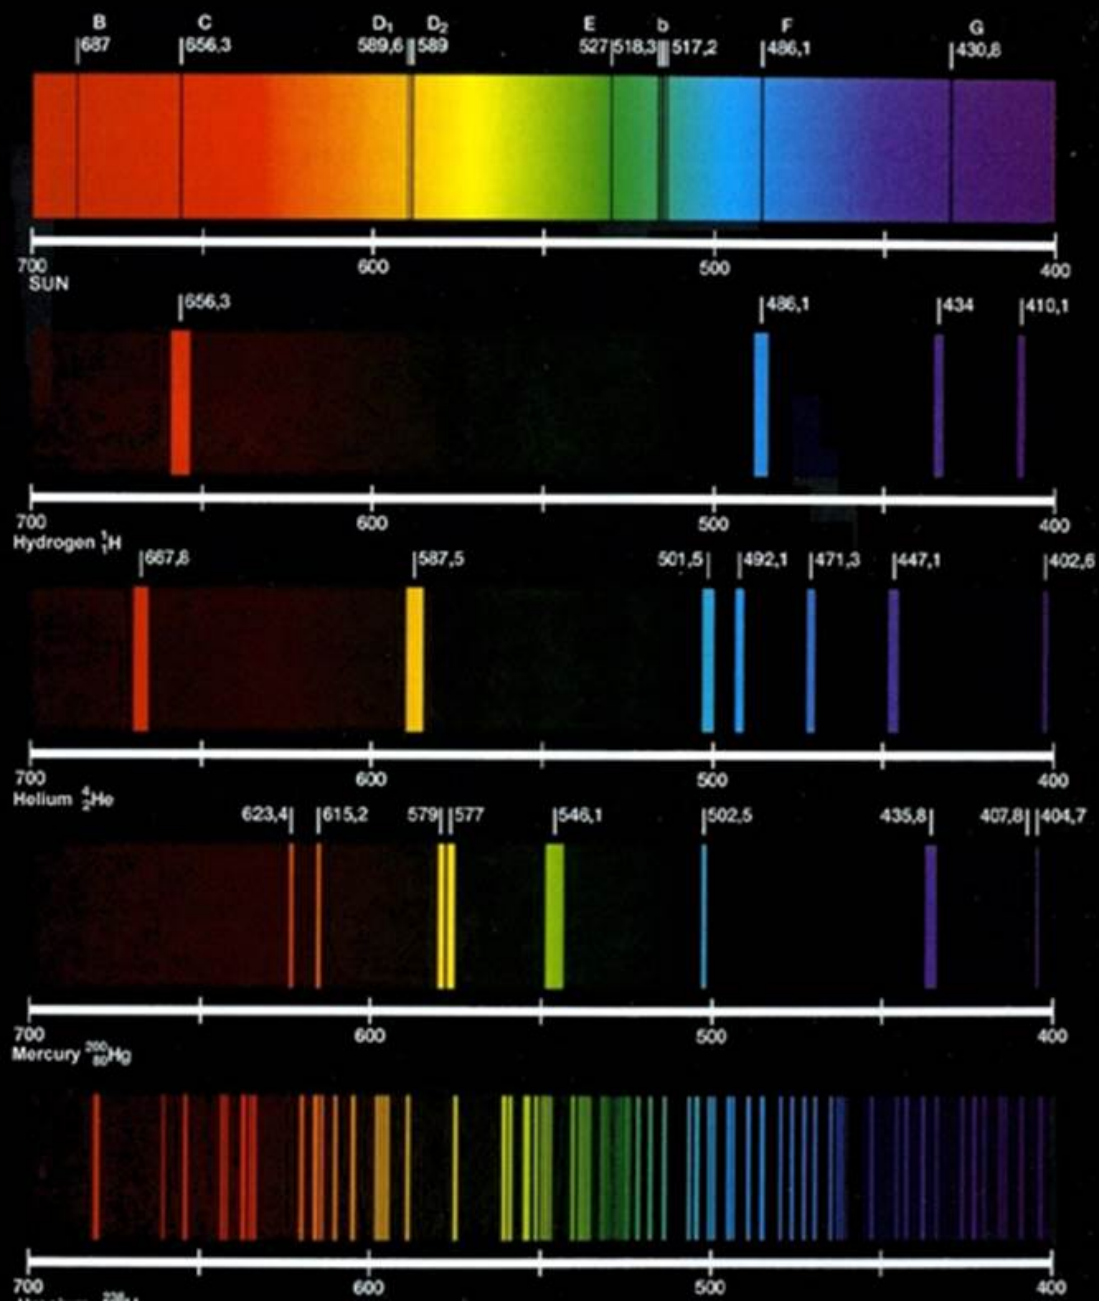 B C D₁ D₂ E b F G
687 656,3 589,6 589 527 518,3 517,2 486,1 430,8
700 600 500 400
SUN
656,3 486,1 434 410,1
700 600 500 400
Hydrogen ¹₁H
667,8 587,5 501,5 492,1 471,3 447,1 402,6
700 600 500 400
Helium ⁴₂He
623,4 615,2 579 577 546,1 502,5 435,8 407,8 404,7
700 600 500 400
Mercury ²⁰⁰₈₀Hg
700 600 500 400
238